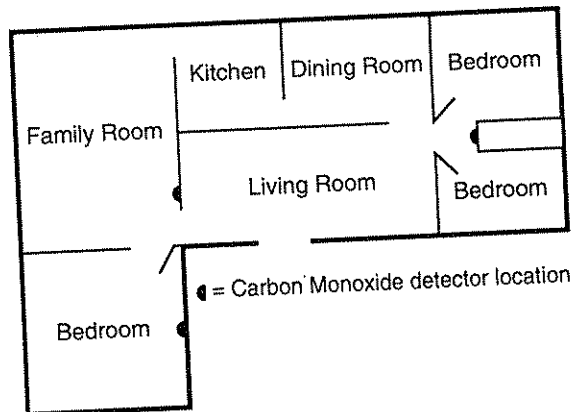 Kitchen
Dining Room
Bedroom
Family Room
Living Room
Bedroom
= Carbon Monoxide detector location
Bedroom